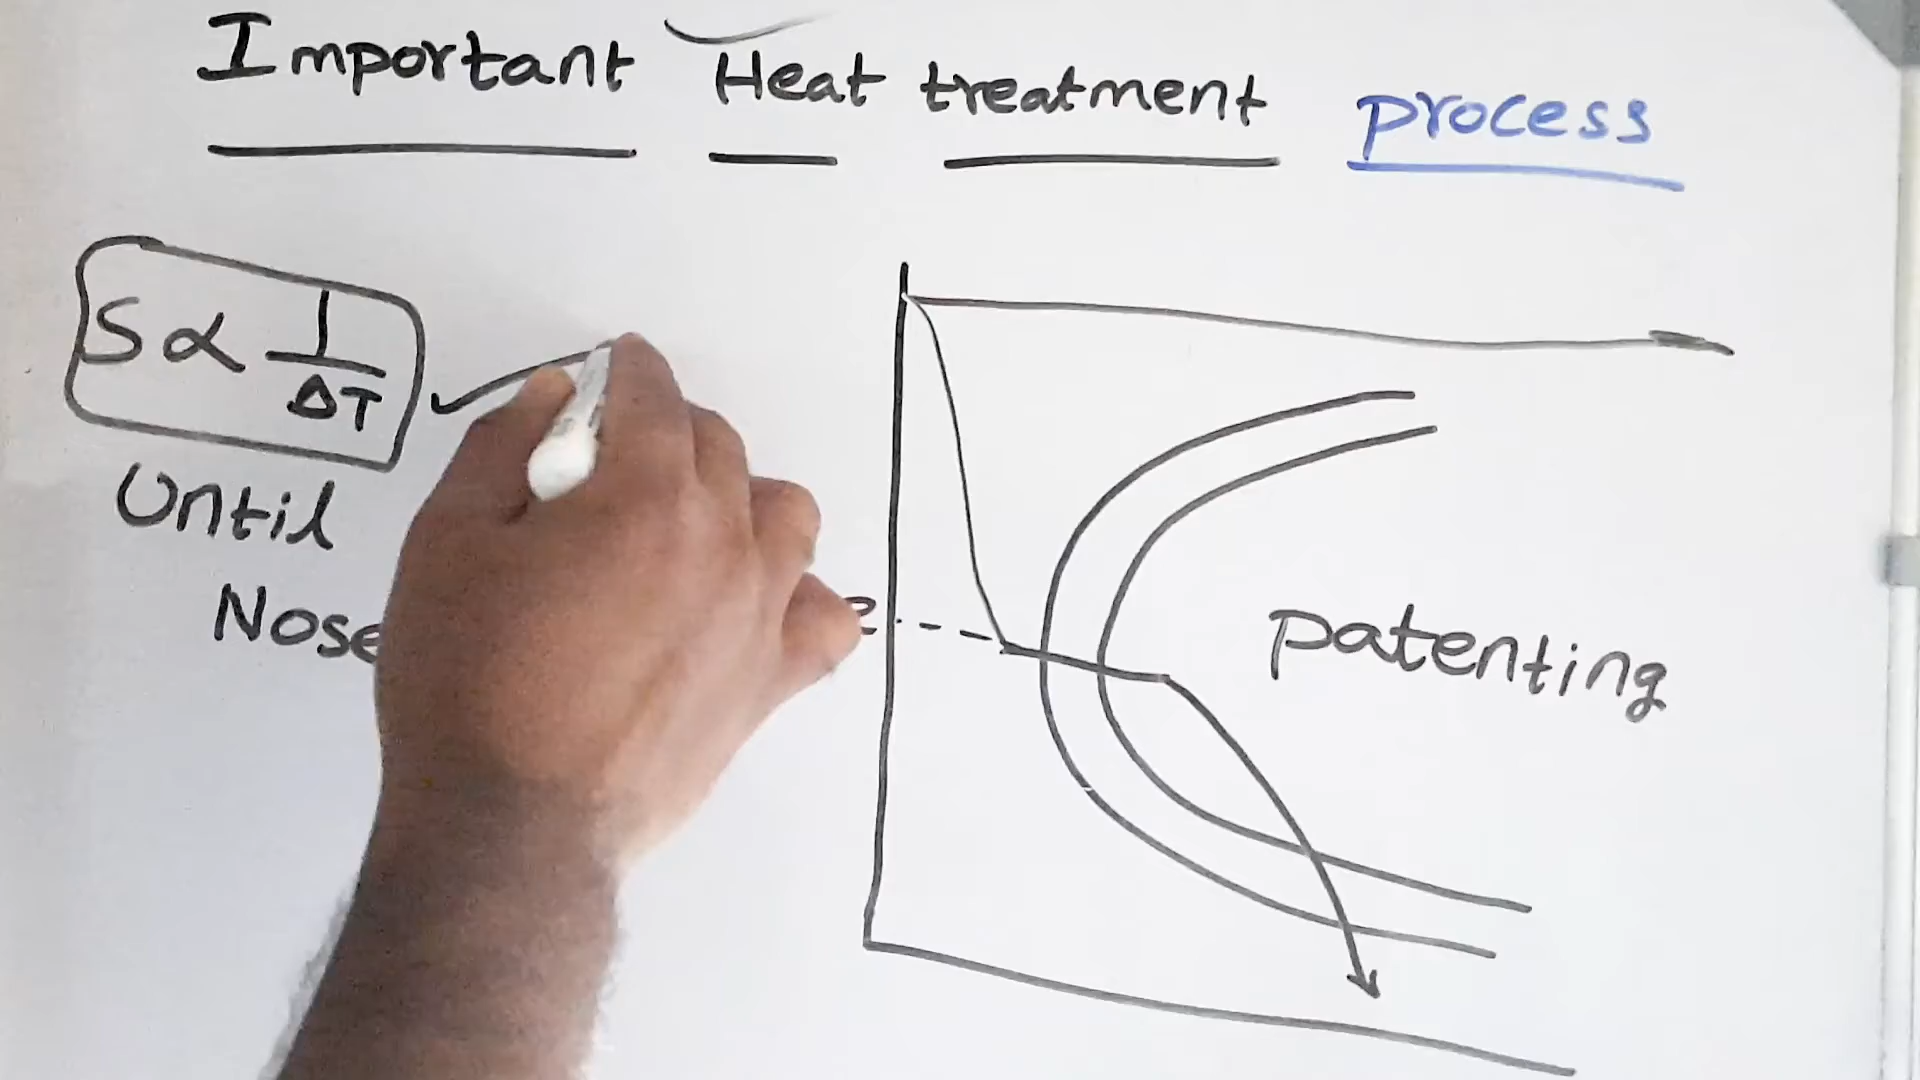 Important Heat treatment process
S ∝ 1/ΔT
Until
Nose
patenting